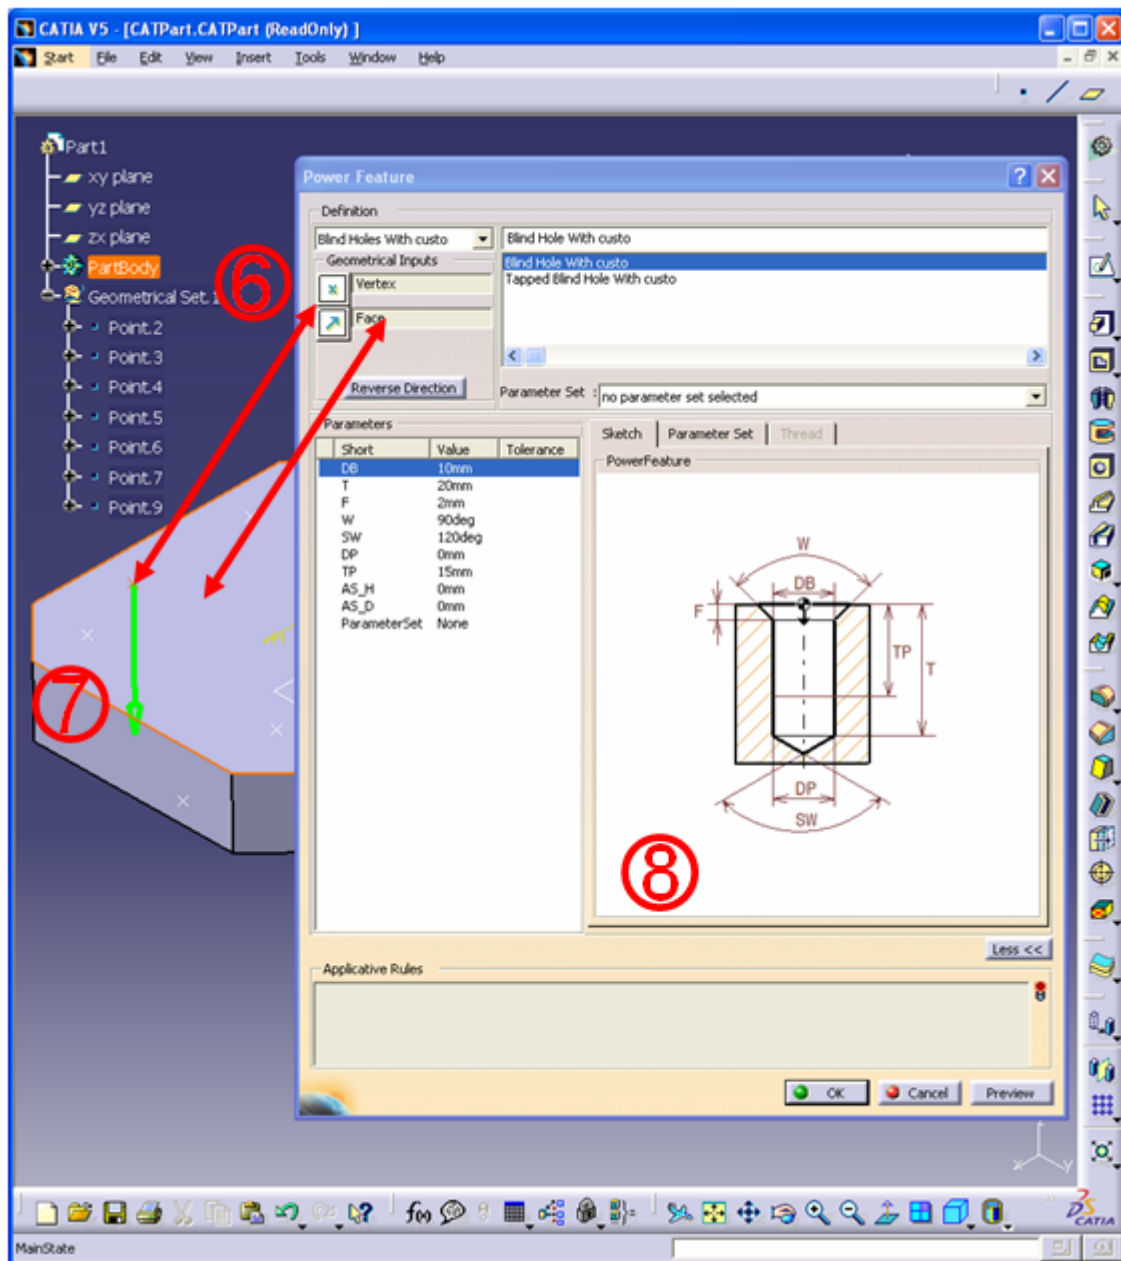 CATIA V5 - [CATPart.CATPart (ReadOnly) ]
Start File Edit View Insert Tools Window Help
Part1
xy plane
yz plane
zx plane
PartBody
Geometrical Set.1
Point.2
Point.3
Point.4
Point.5
Point.6
Point.7
Point.9
⑥
⑦
Power Feature
Definition
Blind Holes With custo
Blind Hole With custo
Geometrical Inputs
Vertex
Face
Reverse Direction
Blind Hole With custo
Tapped Blind Hole With custo
Parameter Set : no parameter set selected
Parameters
Short Value Tolerance
DB 10mm
T 20mm
F 2mm
W 90deg
SW 120deg
DP 0mm
TP 15mm
AS_H 0mm
AS_D 0mm
ParameterSet None
Sketch Parameter Set Thread
PowerFeature
W
DB
F
TP
T
DP
SW
⑧
Less <<
Applicative Rules
OK Cancel Preview
x y
f(x)
CATIA
MainState